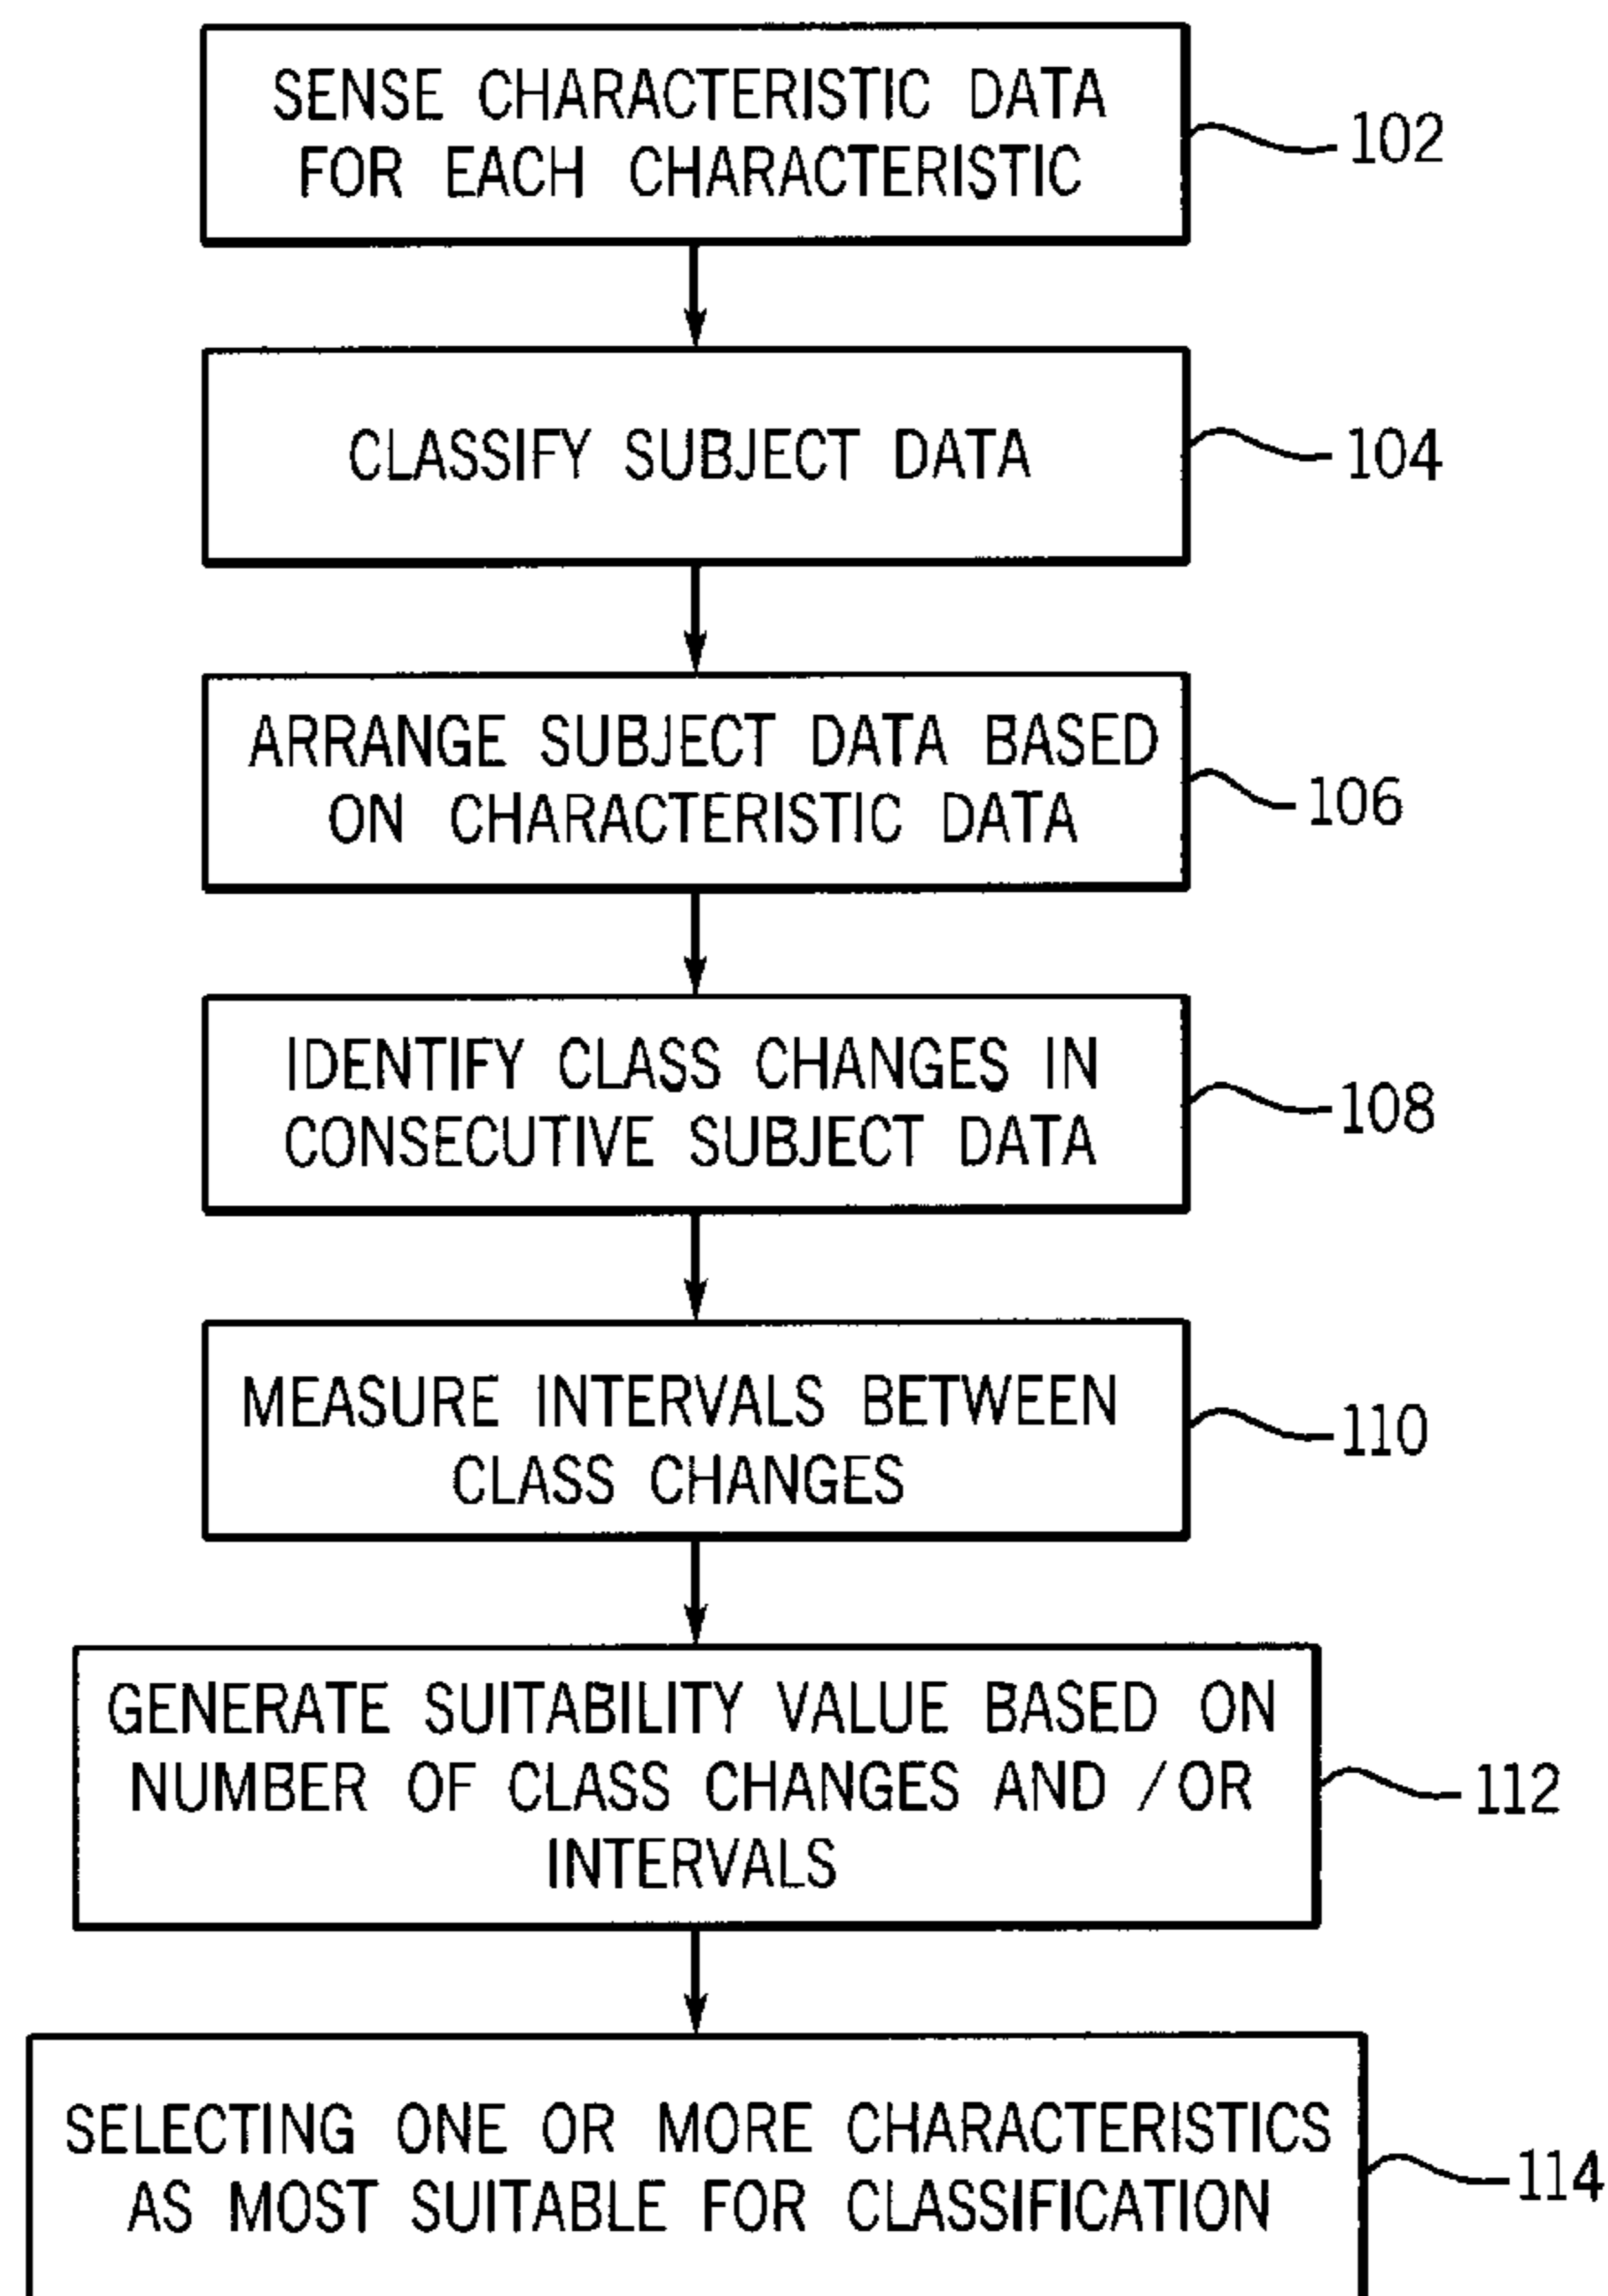 SENSE CHARACTERISTIC DATA
FOR EACH CHARACTERISTIC
102
CLASSIFY SUBJECT DATA
104
ARRANGE SUBJECT DATA BASED
ON CHARACTERISTIC DATA
106
IDENTIFY CLASS CHANGES IN
CONSECUTIVE SUBJECT DATA
108
MEASURE INTERVALS BETWEEN
CLASS CHANGES
110
GENERATE SUITABILITY VALUE BASED ON
NUMBER OF CLASS CHANGES AND /OR
INTERVALS
112
SELECTING ONE OR MORE CHARACTERISTICS
AS MOST SUITABLE FOR CLASSIFICATION
114